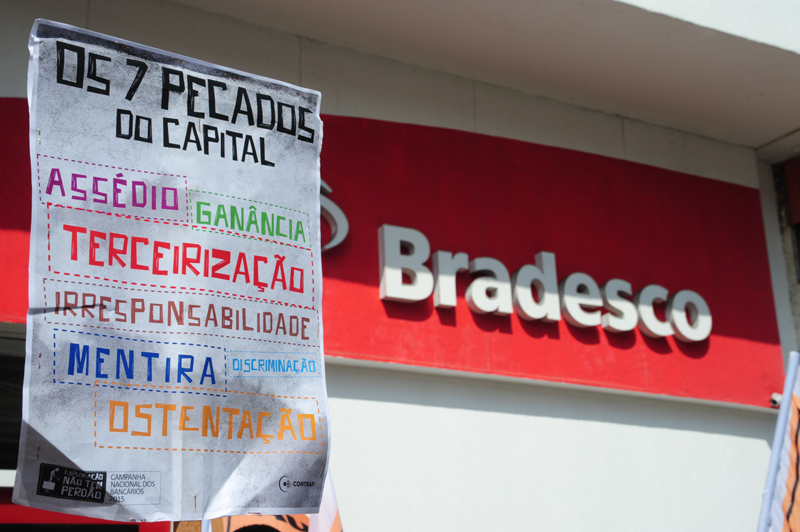 OS 7 PECADOS
DO CAPITAL
ASSÉDIO
GANÂNCIA
TERCEIRIZAÇÃO
IRRESPONSABILIDADE
MENTIRA
DISCRIMINAÇÃO
OSTENTAÇÃO
EXPLORAÇÃO
NÃO TEM
PERDÃO
CAMPANHA
NACIONAL DOS
BANCÁRIOS
2015
CONTRAF
Bradesco